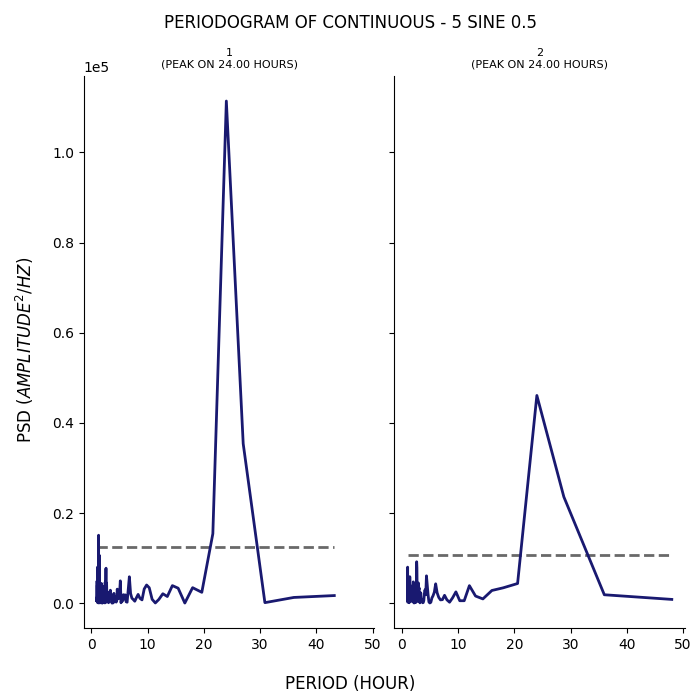 PERIODOGRAM OF CONTINUOUS - 5 SINE 0.5
1
(PEAK ON 24.00 HOURS)
2
(PEAK ON 24.00 HOURS)
1e5
1.0
0.8
0.6
0.4
0.2
0.0
PSD (AMPLITUDE²/HZ)
0 10 20 30 40 50
0 10 20 30 40 50
PERIOD (HOUR)